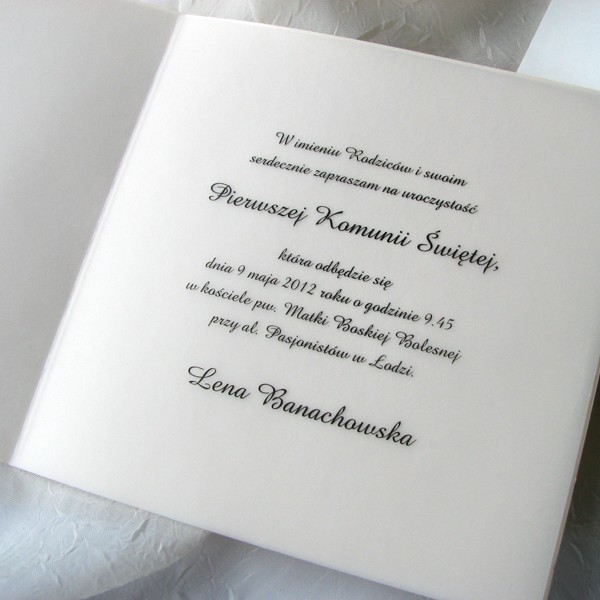 W imieniu Rodziców i swoim
serdecznie zapraszam na uroczystość
Pierwszej Komunii Świętej,
która odbędzie się
dnia 9 maja 2012 roku o godzinie 9.45
w kościele pw. Matki Boskiej Bolesnej
przy al. Pasjonistów w Łodzi.
Lena Banachowska